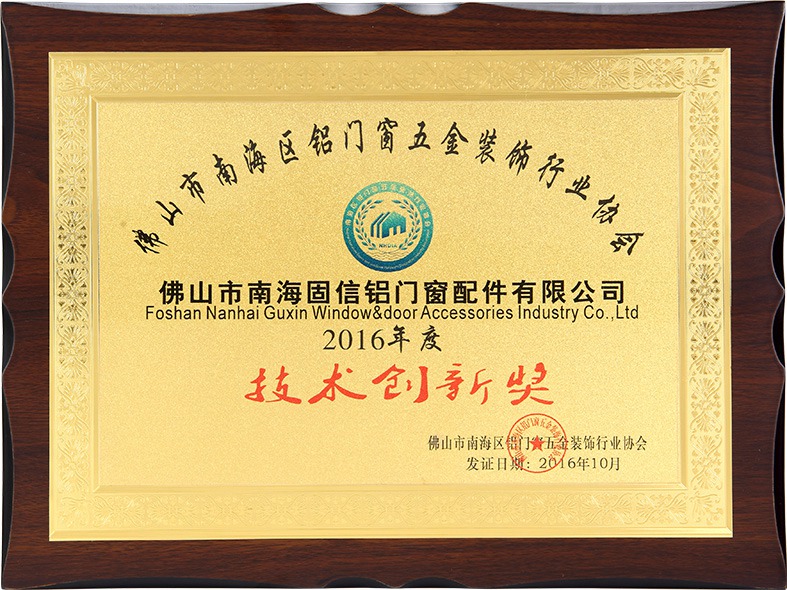 佛山市南海区铝门窗五金装饰行业协会
NHDIA
佛山市南海固信铝门窗配件有限公司
Foshan Nanhai Guxin Window&door Accessories Industry Co.,Ltd
2016年度
技术创新奖
佛山市南海区铝门窗五金装饰行业协会
发证日期：2016年10月